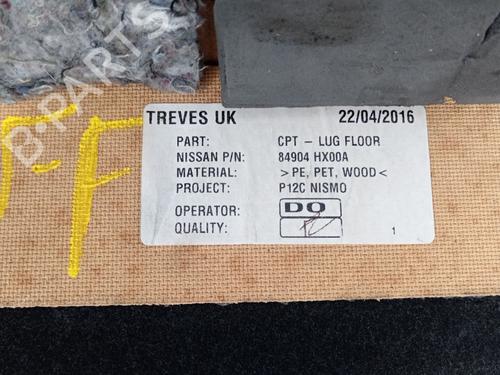 B-PARTS
TREVES UK 22/04/2016
PART: CPT - LUG FLOOR
NISSAN P/N: 84904 HX00A
MATERIAL: >PE, PET, WOOD<
PROJECT: P12C NISMO
OPERATOR: DO
QUALITY: 1
F